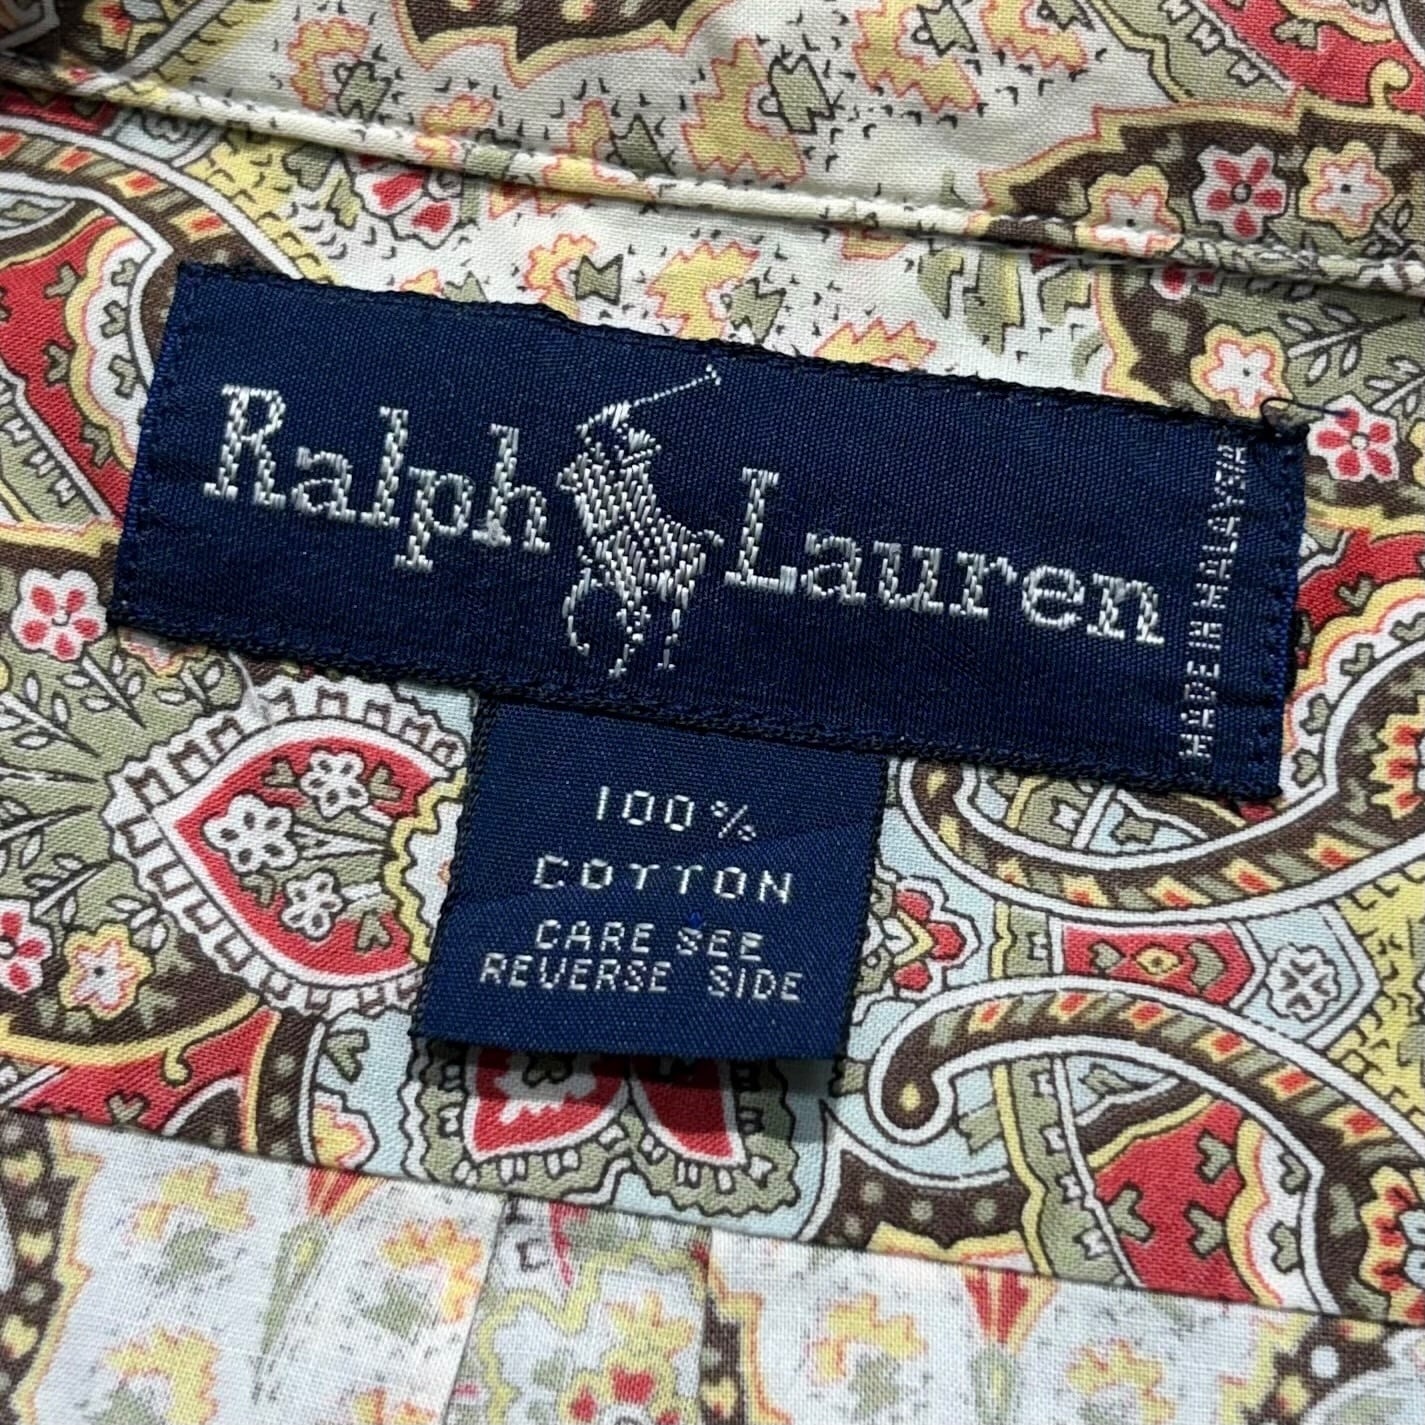 Ralph Lauren
MADE IN MALAYSIA
100%
COTTON
CARE SEE
REVERSE SIDE